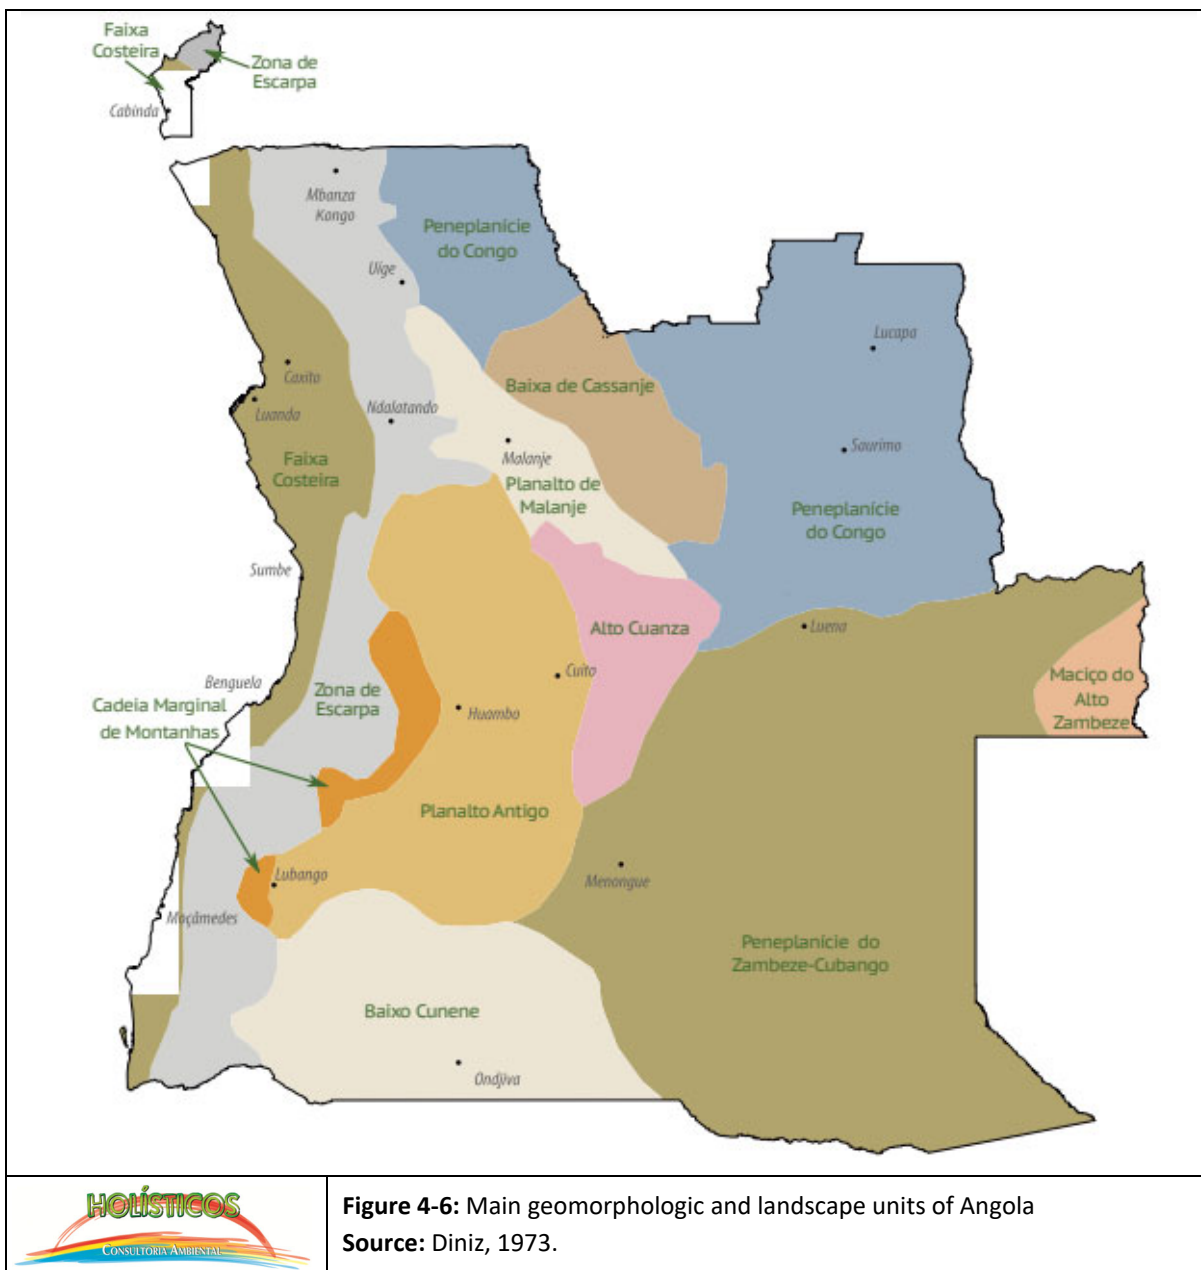 Faixa
Costeira
Zona de
Escarpa
Cabinda
Mbanza
Kongo
Peneplanície
do Congo
Uíge
Lucapa
Caxito
Luanda
Ndalatando
Baixa de Cassanje
Faixa
Costeira
Malanje
Planalto de
Malanje
Saurimo
Peneplanície
do Congo
Sumbe
Alto Cuanza
Luena
Benguela
Zona de
Escarpa
Cuito
Maciço do
Alto
Zambeze
Cadeia Marginal
de Montanhas
Huambo
Planalto Antigo
Lubango
Menongue
Moçâmedes
Peneplanície do
Zambeze-Cubango
Baixo Cunene
Ondjiva
HOLÍSTICOS
CONSULTORIA AMBIENTAL
Figure 4-6: Main geomorphologic and landscape units of Angola
Source: Diniz, 1973.